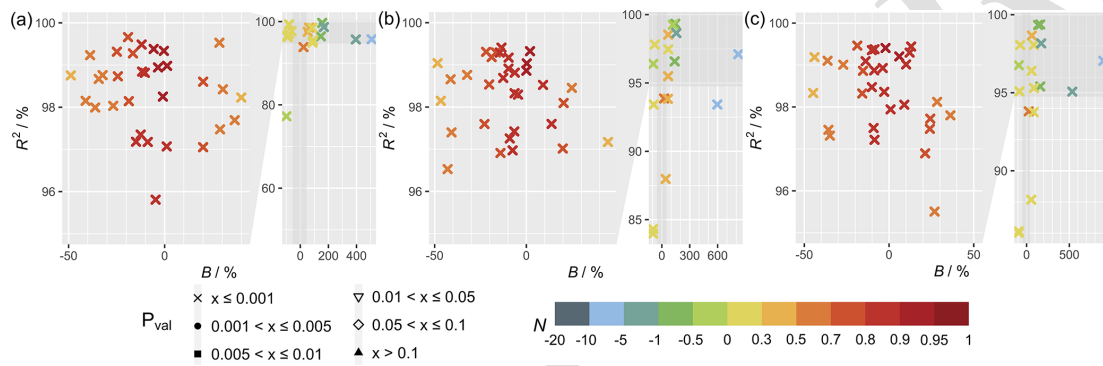 (a)
(b)
(c)
100
98
96
R² / %
-50
0
B / %
100
80
60
0
200
400
100
98
96
R² / %
-50
0
B / %
100
95
90
85
0
300
600
100
98
96
R² / %
-50
0
50
B / %
100
95
90
0
500
Pval
x ≤ 0.001
0.001 < x ≤ 0.005
0.005 < x ≤ 0.01
0.01 < x ≤ 0.05
0.05 < x ≤ 0.1
x > 0.1
N
-20 -10 -5 -1 -0.5 0 0.3 0.5 0.7 0.8 0.9 0.95 1